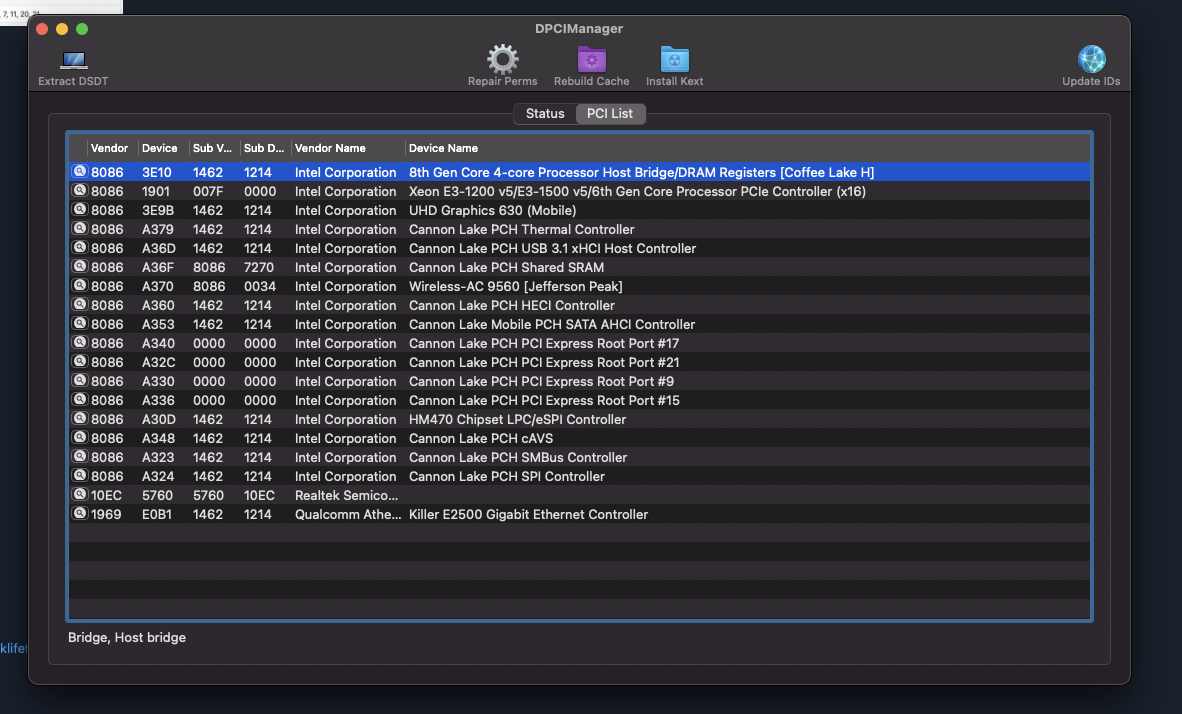 7, 11, 20, 21
DPCIManager
Extract DSDT
Repair Perms
Rebuild Cache
Install Kext
Update IDs
Status
PCI List
Vendor Device Sub V... Sub D... Vendor Name Device Name
8086 3E10 1462 1214 Intel Corporation 8th Gen Core 4-core Processor Host Bridge/DRAM Registers [Coffee Lake H]
8086 1901 007F 0000 Intel Corporation Xeon E3-1200 v5/E3-1500 v5/6th Gen Core Processor PCIe Controller (x16)
8086 3E9B 1462 1214 Intel Corporation UHD Graphics 630 (Mobile)
8086 A379 1462 1214 Intel Corporation Cannon Lake PCH Thermal Controller
8086 A36D 1462 1214 Intel Corporation Cannon Lake PCH USB 3.1 xHCI Host Controller
8086 A36F 8086 7270 Intel Corporation Cannon Lake PCH Shared SRAM
8086 A370 8086 0034 Intel Corporation Wireless-AC 9560 [Jefferson Peak]
8086 A360 1462 1214 Intel Corporation Cannon Lake PCH HECI Controller
8086 A353 1462 1214 Intel Corporation Cannon Lake Mobile PCH SATA AHCI Controller
8086 A340 0000 0000 Intel Corporation Cannon Lake PCH PCI Express Root Port #17
8086 A32C 0000 0000 Intel Corporation Cannon Lake PCH PCI Express Root Port #21
8086 A330 0000 0000 Intel Corporation Cannon Lake PCH PCI Express Root Port #9
8086 A336 0000 0000 Intel Corporation Cannon Lake PCH PCI Express Root Port #15
8086 A30D 1462 1214 Intel Corporation HM470 Chipset LPC/eSPI Controller
8086 A348 1462 1214 Intel Corporation Cannon Lake PCH cAVS
8086 A323 1462 1214 Intel Corporation Cannon Lake PCH SMBus Controller
8086 A324 1462 1214 Intel Corporation Cannon Lake PCH SPI Controller
10EC 5760 5760 10EC Realtek Semico...
1969 E0B1 1462 1214 Qualcomm Athe... Killer E2500 Gigabit Ethernet Controller
Bridge, Host bridge